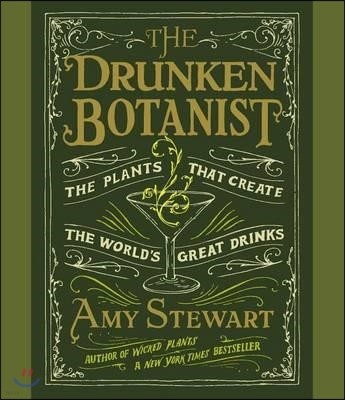 THE
DRUNKEN
BOTANIST
THE PLANTS THAT CREATE
THE WORLD'S GREAT DRINKS
AMY STEWART
AUTHOR OF WICKED PLANTS
A NEW YORK TIMES BESTSELLER